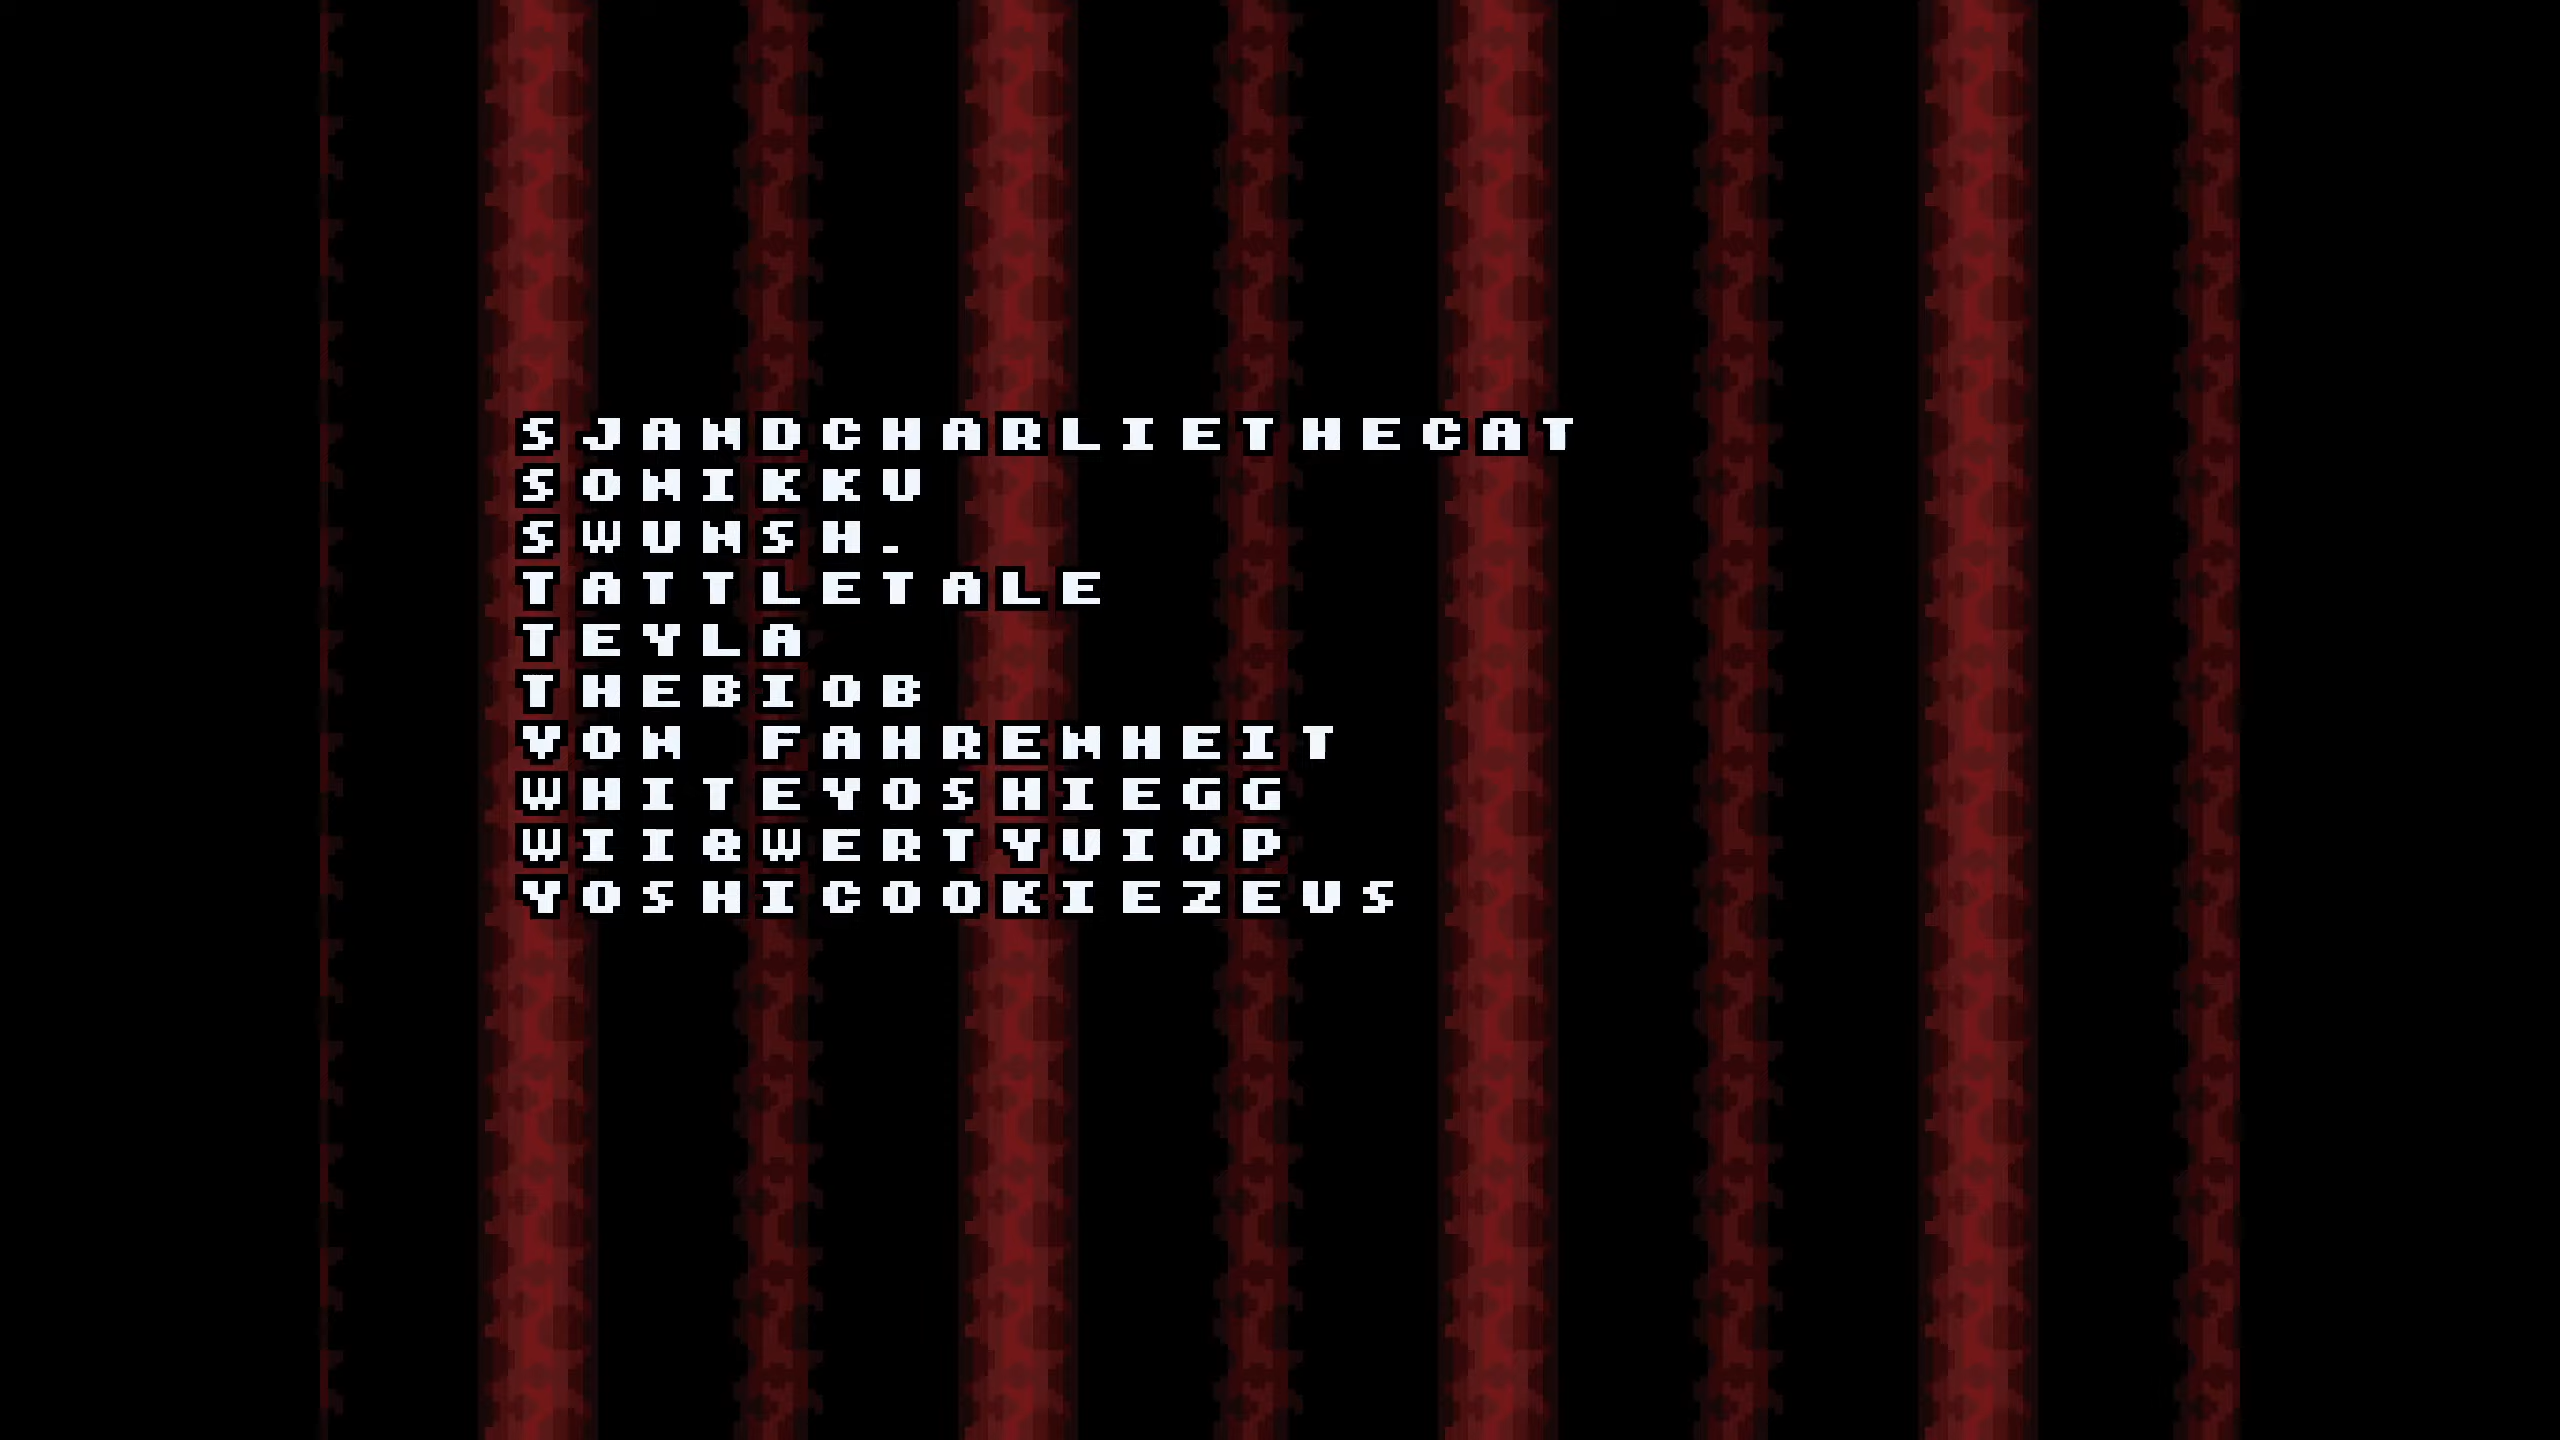 SJANDCHARLIETHECAT
SONIKKU
SWUNSH.
TATTLETALE
TEYLA
THEBIOB
VON FAHRENHEIT
WHITEYOSHIEGG
WII&WERTYUIOP
YOSHICOOKIEZEUS